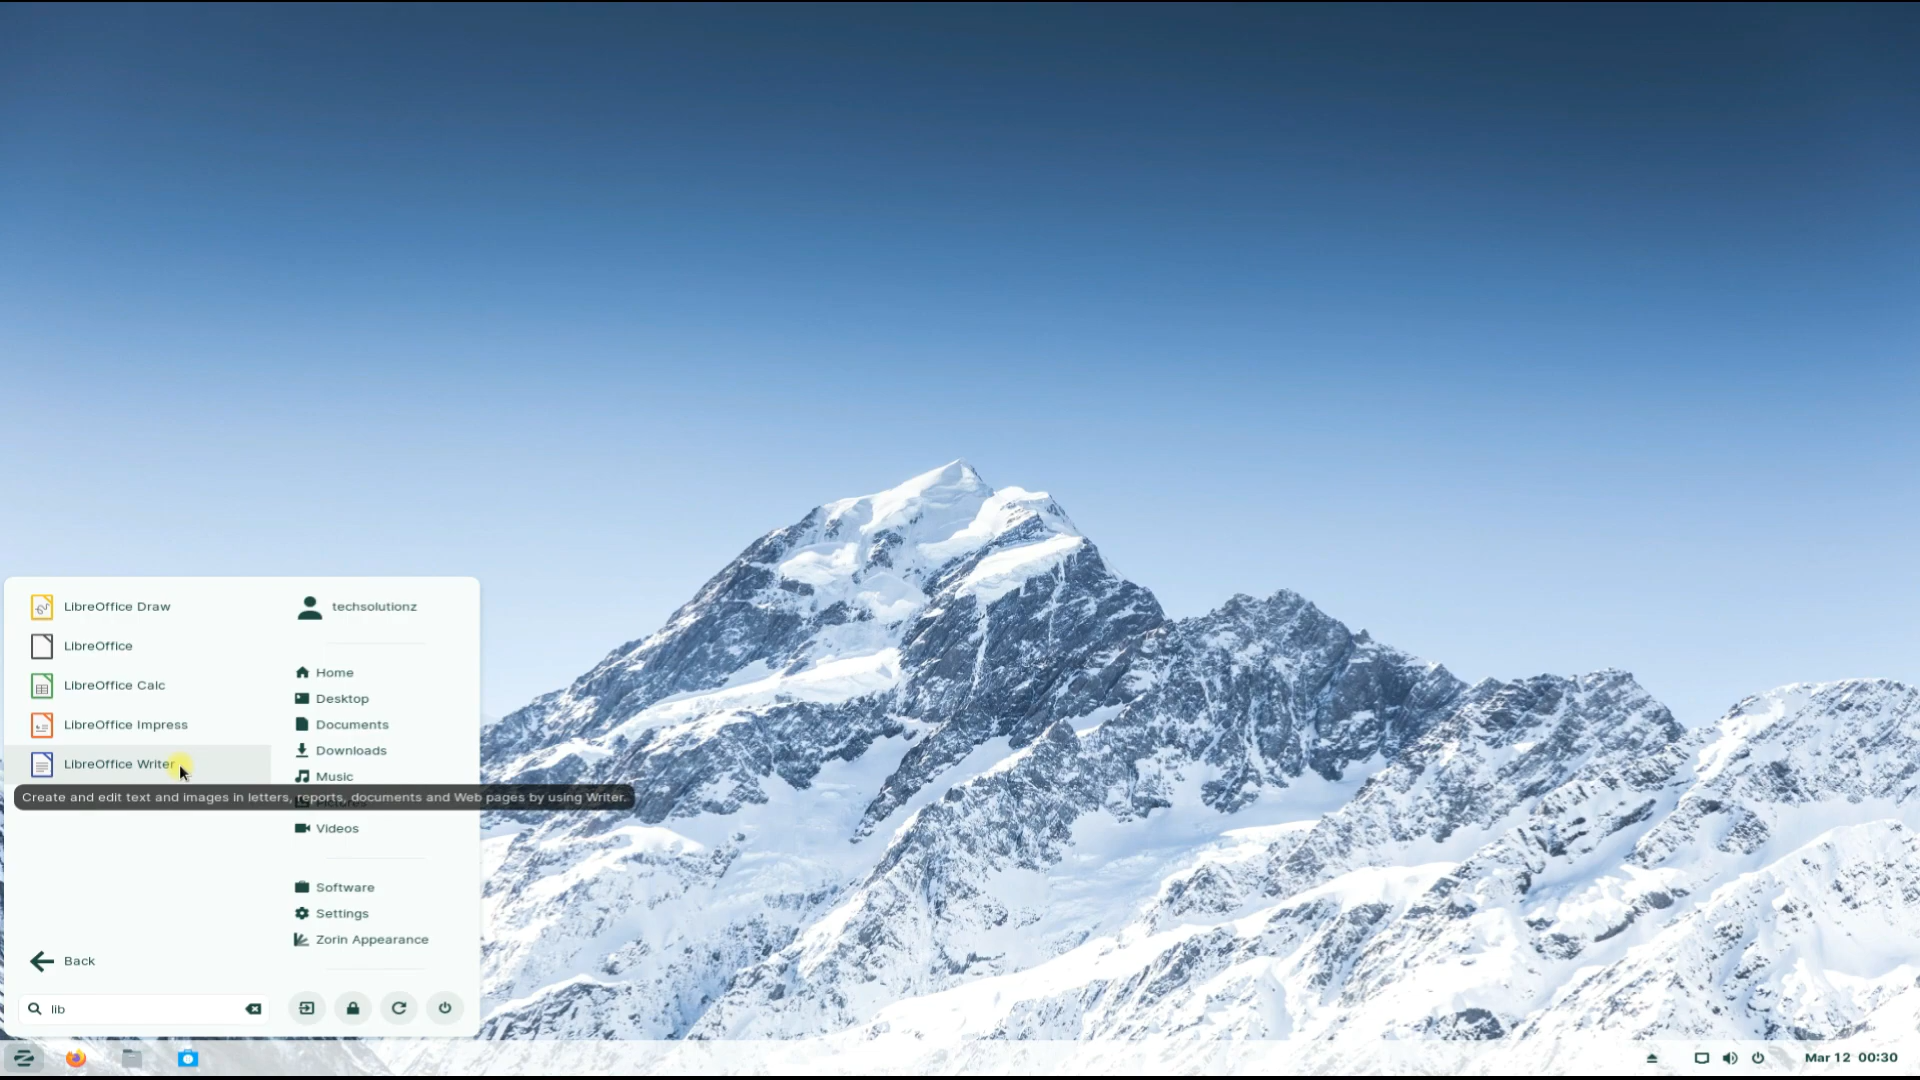 LibreOffice Draw
LibreOffice
LibreOffice Calc
LibreOffice Impress
LibreOffice Writer
Create and edit text and images in letters, reports, documents and Web pages by using Writer.
Back
lib
techsolutionz
Home
Desktop
Documents
Downloads
Music
Videos
Software
Settings
Zorin Appearance
Mar 12 00:30